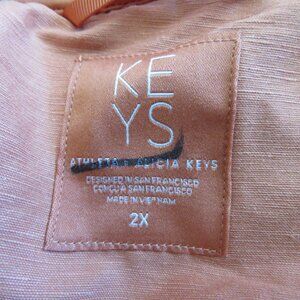 KE
YS
ATHLETA + ALICIA KEYS
DESIGNED IN SAN FRANCISCO
CONÇU À SAN FRANCISCO
MADE IN VIETNAM
2X